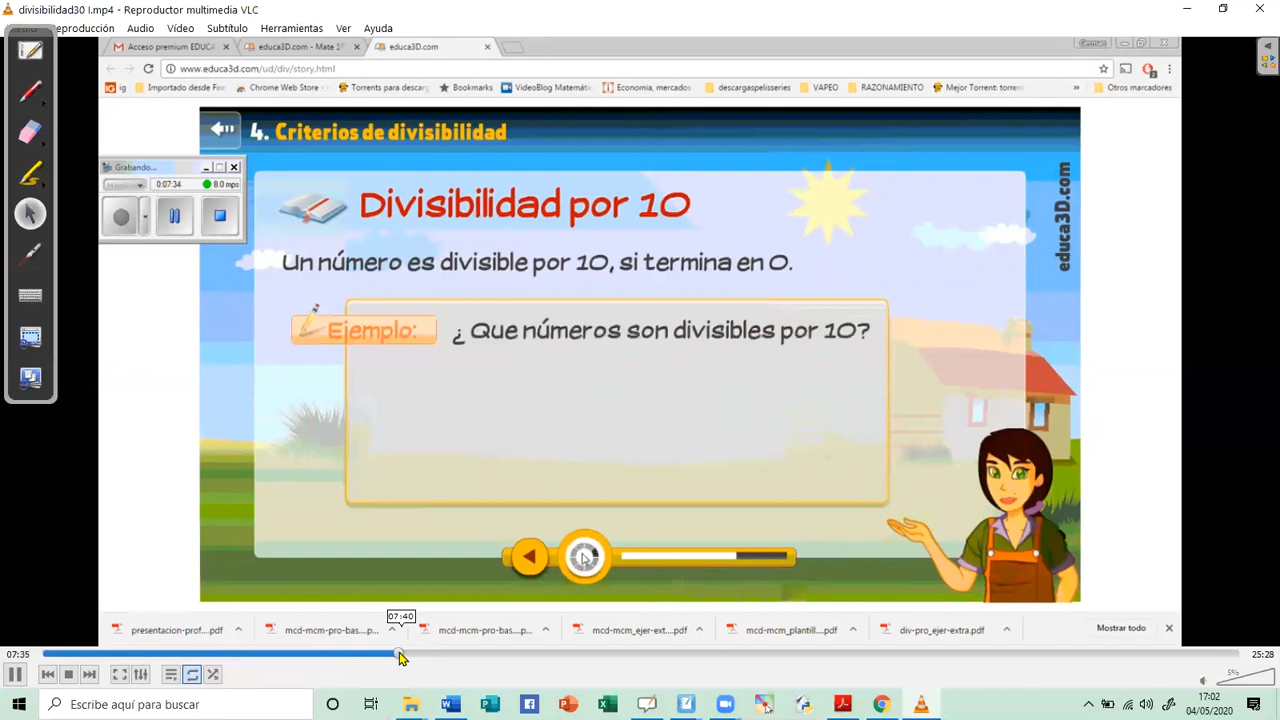 divisibilidad30 I.mp4 - Reproductor multimedia VLC
eproducción Audio Vídeo Subtítulo Herramientas Ver Ayuda
Acceso premium EDUCA educa3D.com - Mate 1º educa3D.com
www.educa3d.com/ud/div/story.html
ig Importado desde Fire Chrome Web Store - Torrents para descarg Bookmarks VideoBlog Matemátic Economia, mercados descargaspelisseries VAPEO RAZONAMIENTO Mejor Torrent: torren » Otros marcadores
4. Criterios de divisibilidad
Grabando...
0:07:34 8.0 mps
educa3D.com
Divisibilidad por 10
Un número es divisible por 10, si termina en 0.
Ejemplo: ¿ Que números son divisibles por 10?
07:40
presentacion-prof....pdf mcd-mcm-pro-bas....p... mcd-mcm-pro-bas....p... mcd-mcm_ejer-ext....pdf mcd-mcm_plantill....pdf div-pro_ejer-extra.pdf Mostrar todo
07:35 25:28
5%
Escribe aquí para buscar
17:02
04/05/2020